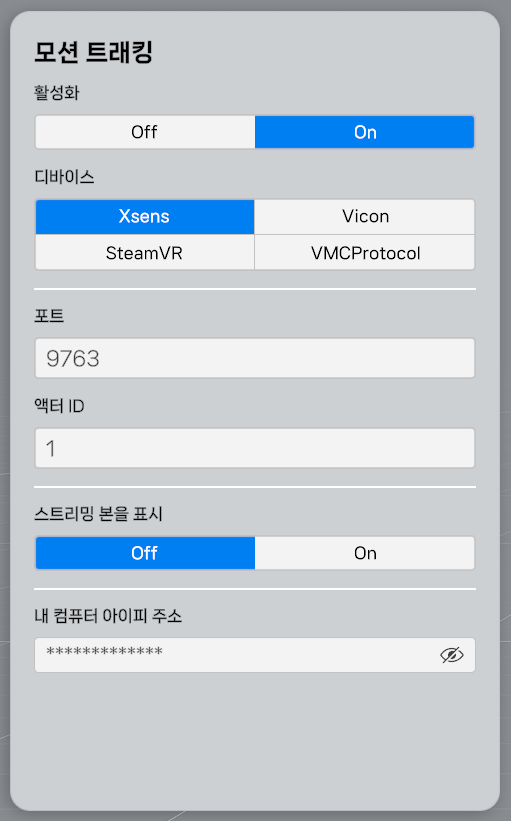 모션 트래킹
활성화
Off On
디바이스
Xsens Vicon
SteamVR VMCProtocol
포트
9763
액터 ID
1
스트리밍 본을 표시
Off On
내 컴퓨터 아이피 주소
*************